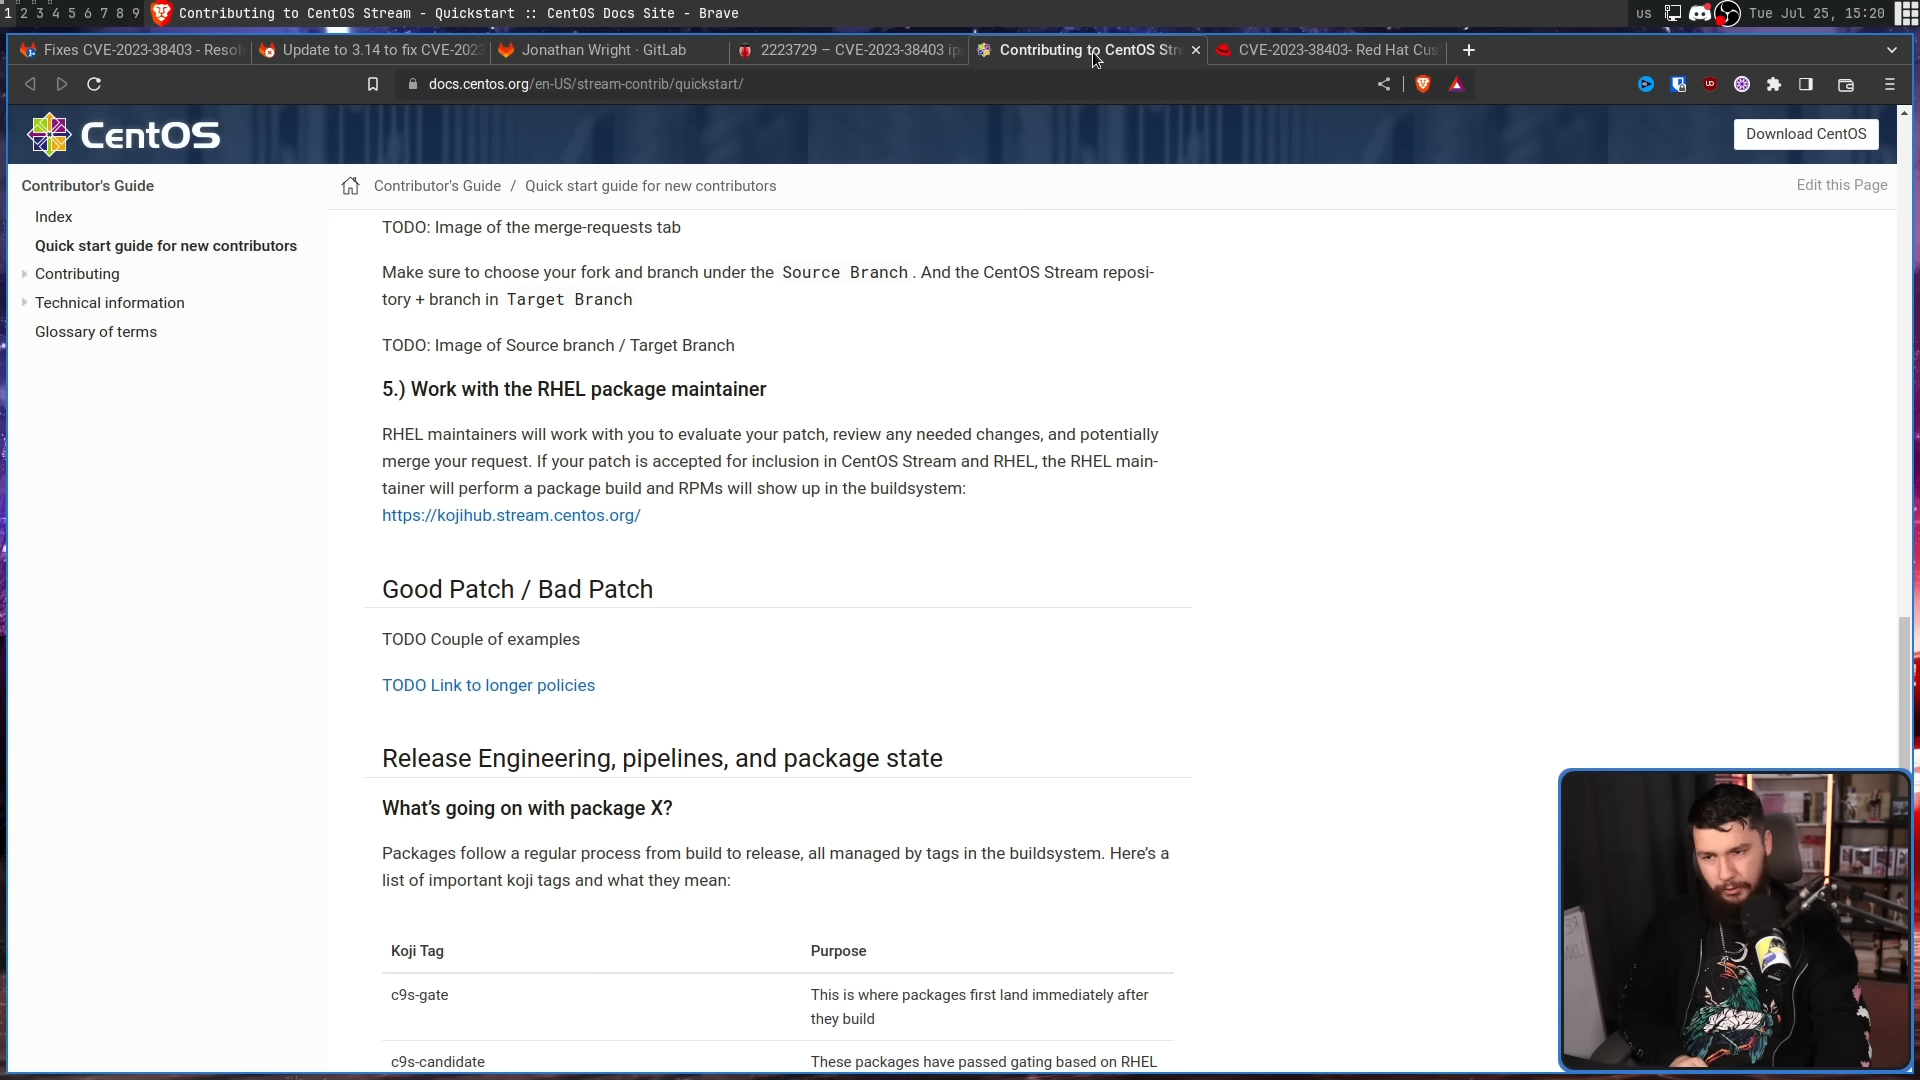 1 2 3 4 5 6 7 8 9 Contributing to CentOS Stream - Quickstart :: CentOS Docs Site - Brave us Tue Jul 25, 15:20
Fixes CVE-2023-38403 - Resol Update to 3.14 to fix CVE-2023 Jonathan Wright · GitLab 2223729 – CVE-2023-38403 ip Contributing to CentOS Stre CVE-2023-38403- Red Hat Cus
docs.centos.org/en-US/stream-contrib/quickstart/
CentOS
Download CentOS
Contributor's Guide
Index
Quick start guide for new contributors
Contributing
Technical information
Glossary of terms
Contributor's Guide / Quick start guide for new contributors
Edit this Page
TODO: Image of the merge-requests tab
Make sure to choose your fork and branch under the Source Branch. And the CentOS Stream reposi-
tory + branch in Target Branch
TODO: Image of Source branch / Target Branch
5.) Work with the RHEL package maintainer
RHEL maintainers will work with you to evaluate your patch, review any needed changes, and potentially
merge your request. If your patch is accepted for inclusion in CentOS Stream and RHEL, the RHEL main-
tainer will perform a package build and RPMs will show up in the buildsystem:
https://kojihub.stream.centos.org/
Good Patch / Bad Patch
TODO Couple of examples
TODO Link to longer policies
Release Engineering, pipelines, and package state
What's going on with package X?
Packages follow a regular process from build to release, all managed by tags in the buildsystem. Here's a
list of important koji tags and what they mean:
Koji Tag Purpose
c9s-gate This is where packages first land immediately after
they build
c9s-candidate These packages have passed gating based on RHEL